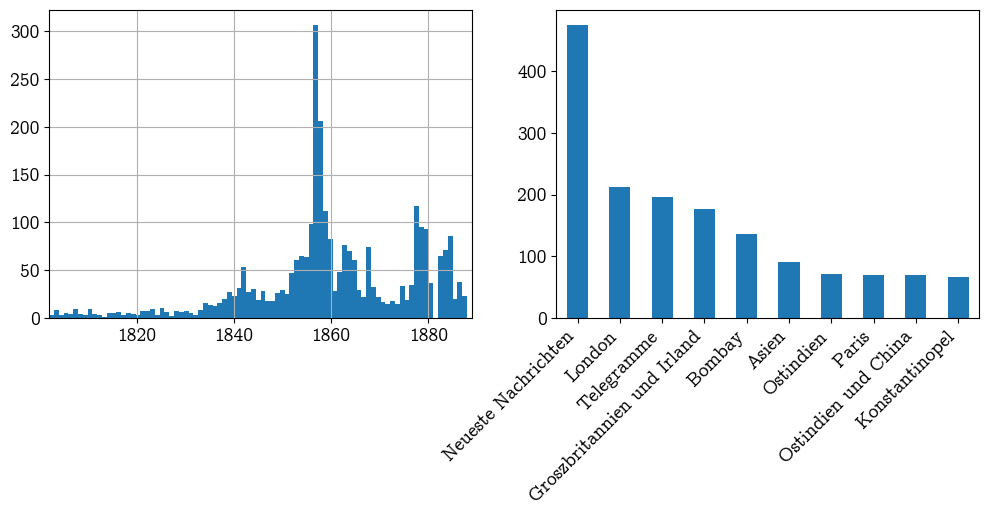 300
250
200
150
100
50
0
1820 1840 1860 1880
400
300
200
100
0
Neueste Nachrichten
London
Telegramme
Groszbritannien und Irland
Bombay
Asien
Ostindien
Paris
Ostindien und China
Konstantinopel